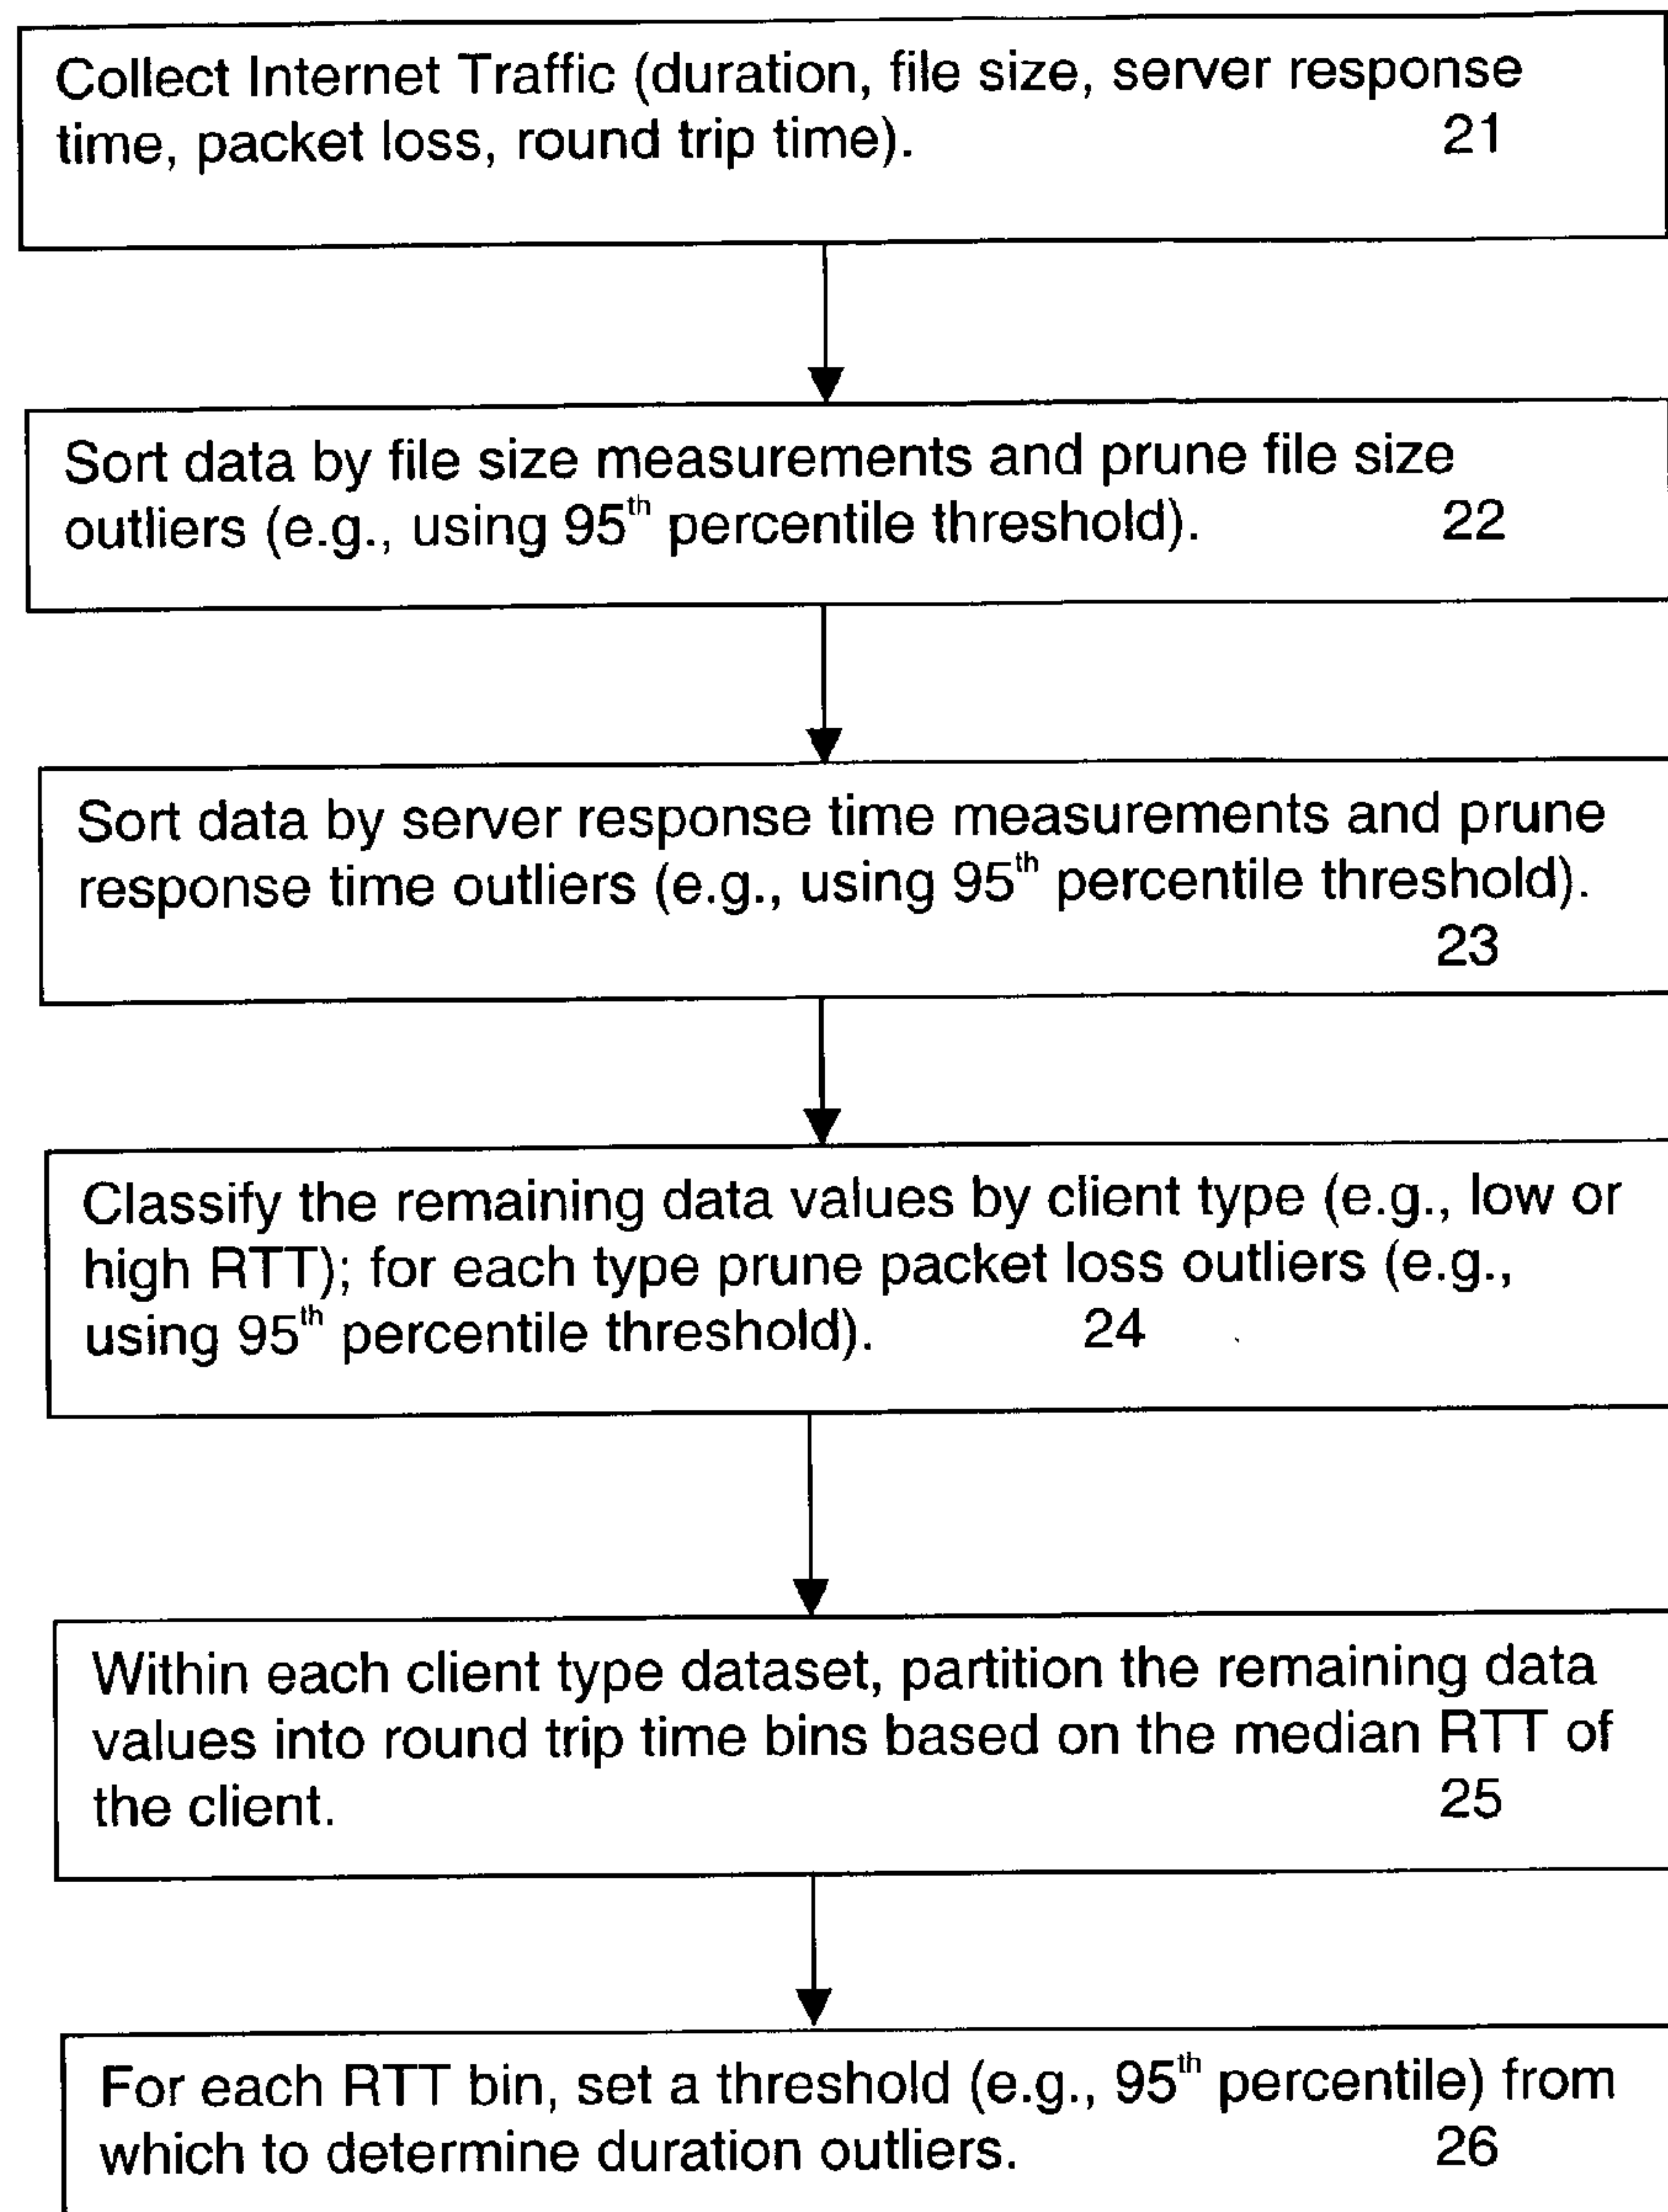 Collect Internet Traffic (duration, file size, server response
time, packet loss, round trip time). 21
Sort data by file size measurements and prune file size
outliers (e.g., using 95th percentile threshold). 22
Sort data by server response time measurements and prune
response time outliers (e.g., using 95th percentile threshold).
23
Classify the remaining data values by client type (e.g., low or
high RTT); for each type prune packet loss outliers (e.g.,
using 95th percentile threshold). 24
Within each client type dataset, partition the remaining data
values into round trip time bins based on the median RTT of
the client. 25
For each RTT bin, set a threshold (e.g., 95th percentile) from
which to determine duration outliers. 26